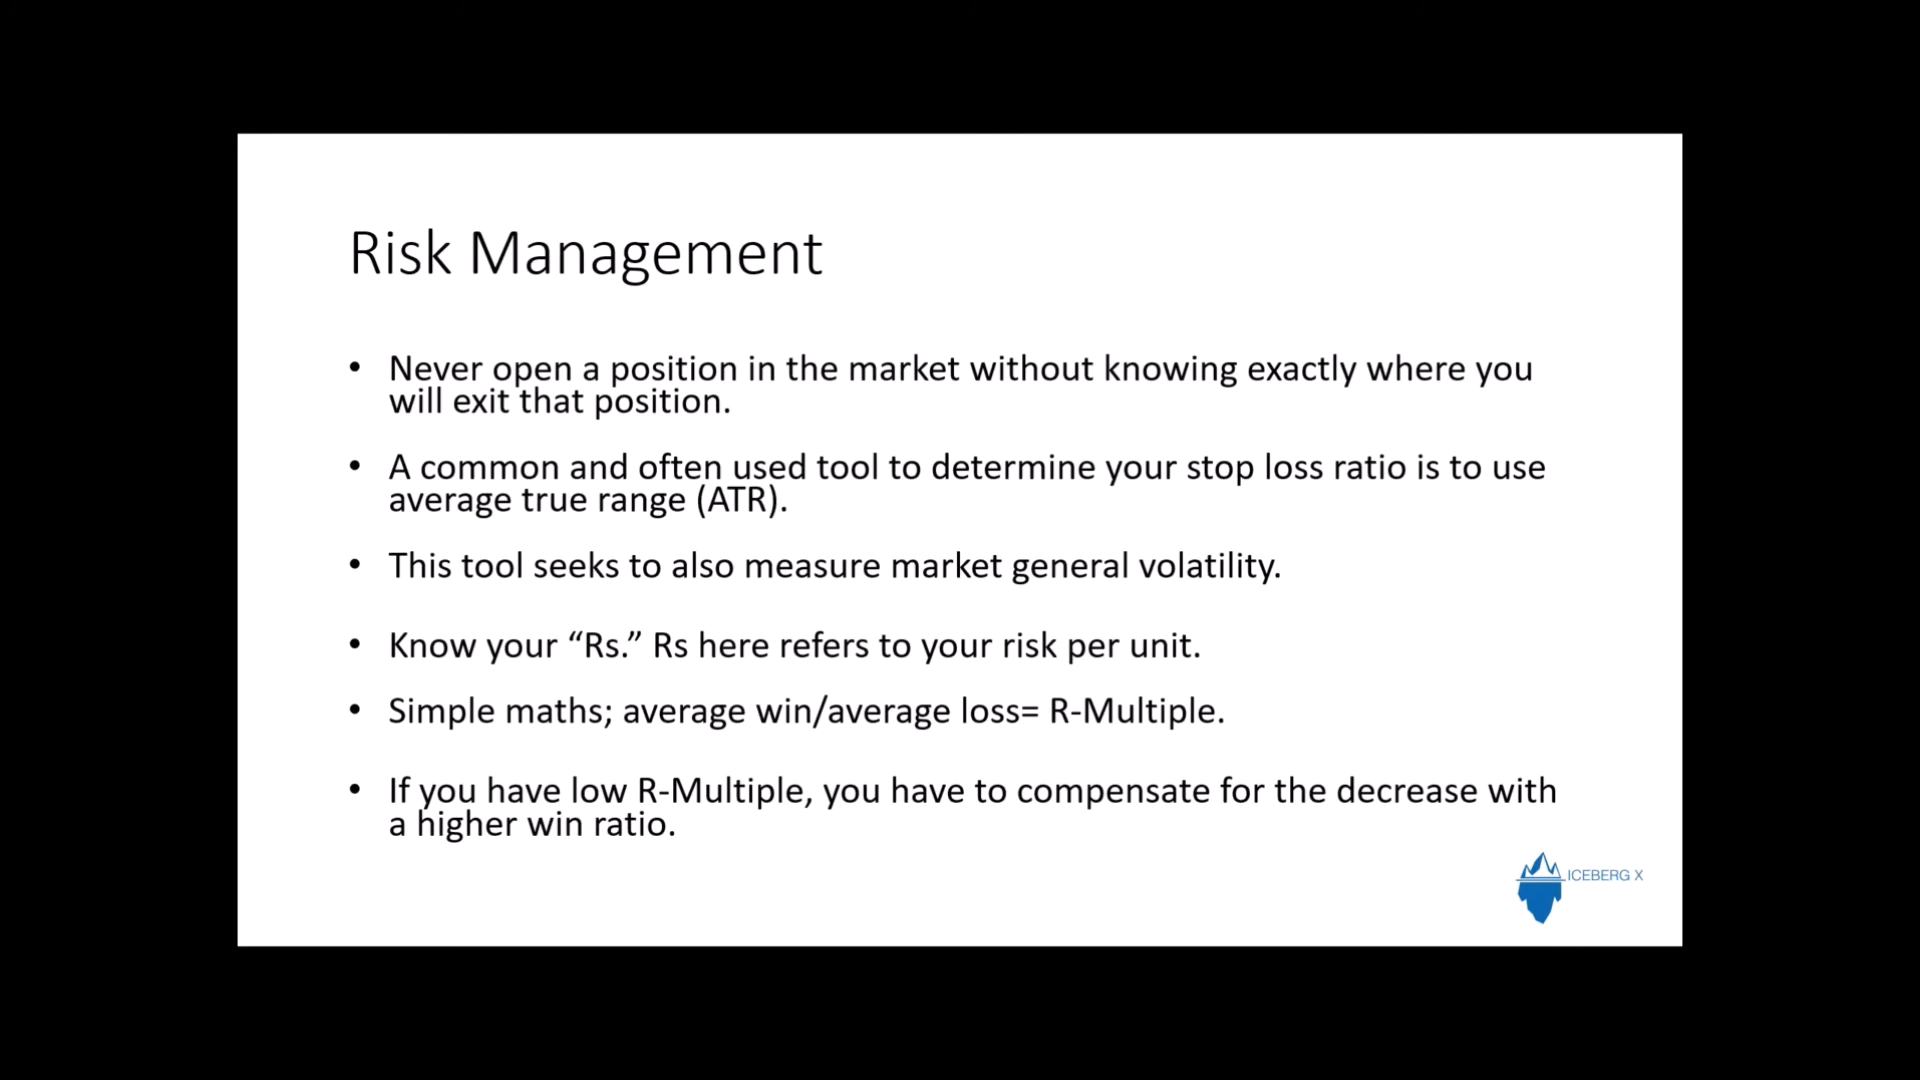 Risk Management
• Never open a position in the market without knowing exactly where you
will exit that position.
• A common and often used tool to determine your stop loss ratio is to use
average true range (ATR).
• This tool seeks to also measure market general volatility.
• Know your “Rs.” Rs here refers to your risk per unit.
• Simple maths; average win/average loss= R-Multiple.
• If you have low R-Multiple, you have to compensate for the decrease with
a higher win ratio.
ICEBERG X